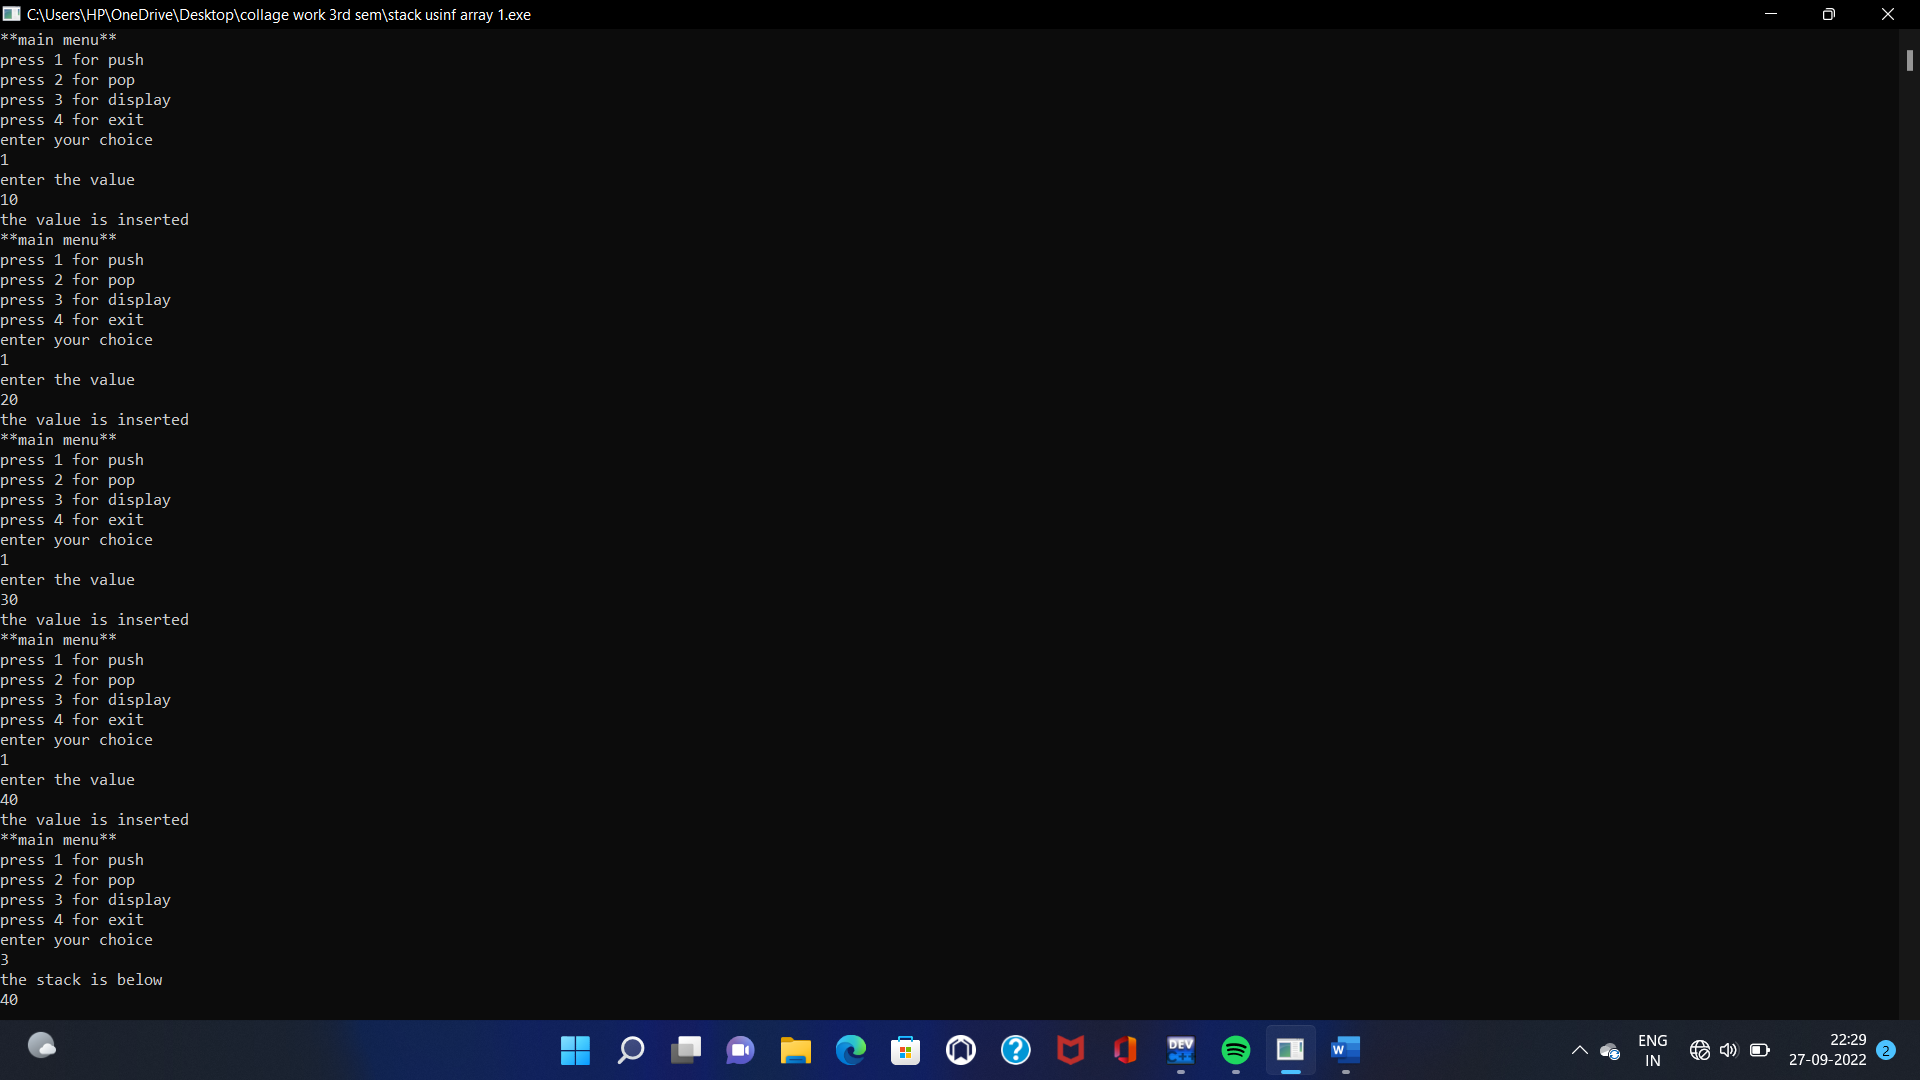 C:\Users\HP\OneDrive\Desktop\collage work 3rd sem\stack usinf array 1.exe
**main menu**
press 1 for push
press 2 for pop
press 3 for display
press 4 for exit
enter your choice
1
enter the value
10
the value is inserted
**main menu**
press 1 for push
press 2 for pop
press 3 for display
press 4 for exit
enter your choice
1
enter the value
20
the value is inserted
**main menu**
press 1 for push
press 2 for pop
press 3 for display
press 4 for exit
enter your choice
1
enter the value
30
the value is inserted
**main menu**
press 1 for push
press 2 for pop
press 3 for display
press 4 for exit
enter your choice
1
enter the value
40
the value is inserted
**main menu**
press 1 for push
press 2 for pop
press 3 for display
press 4 for exit
enter your choice
3
the stack is below
40
DEV
C++
W
ENG
IN
22:29
27-09-2022
2